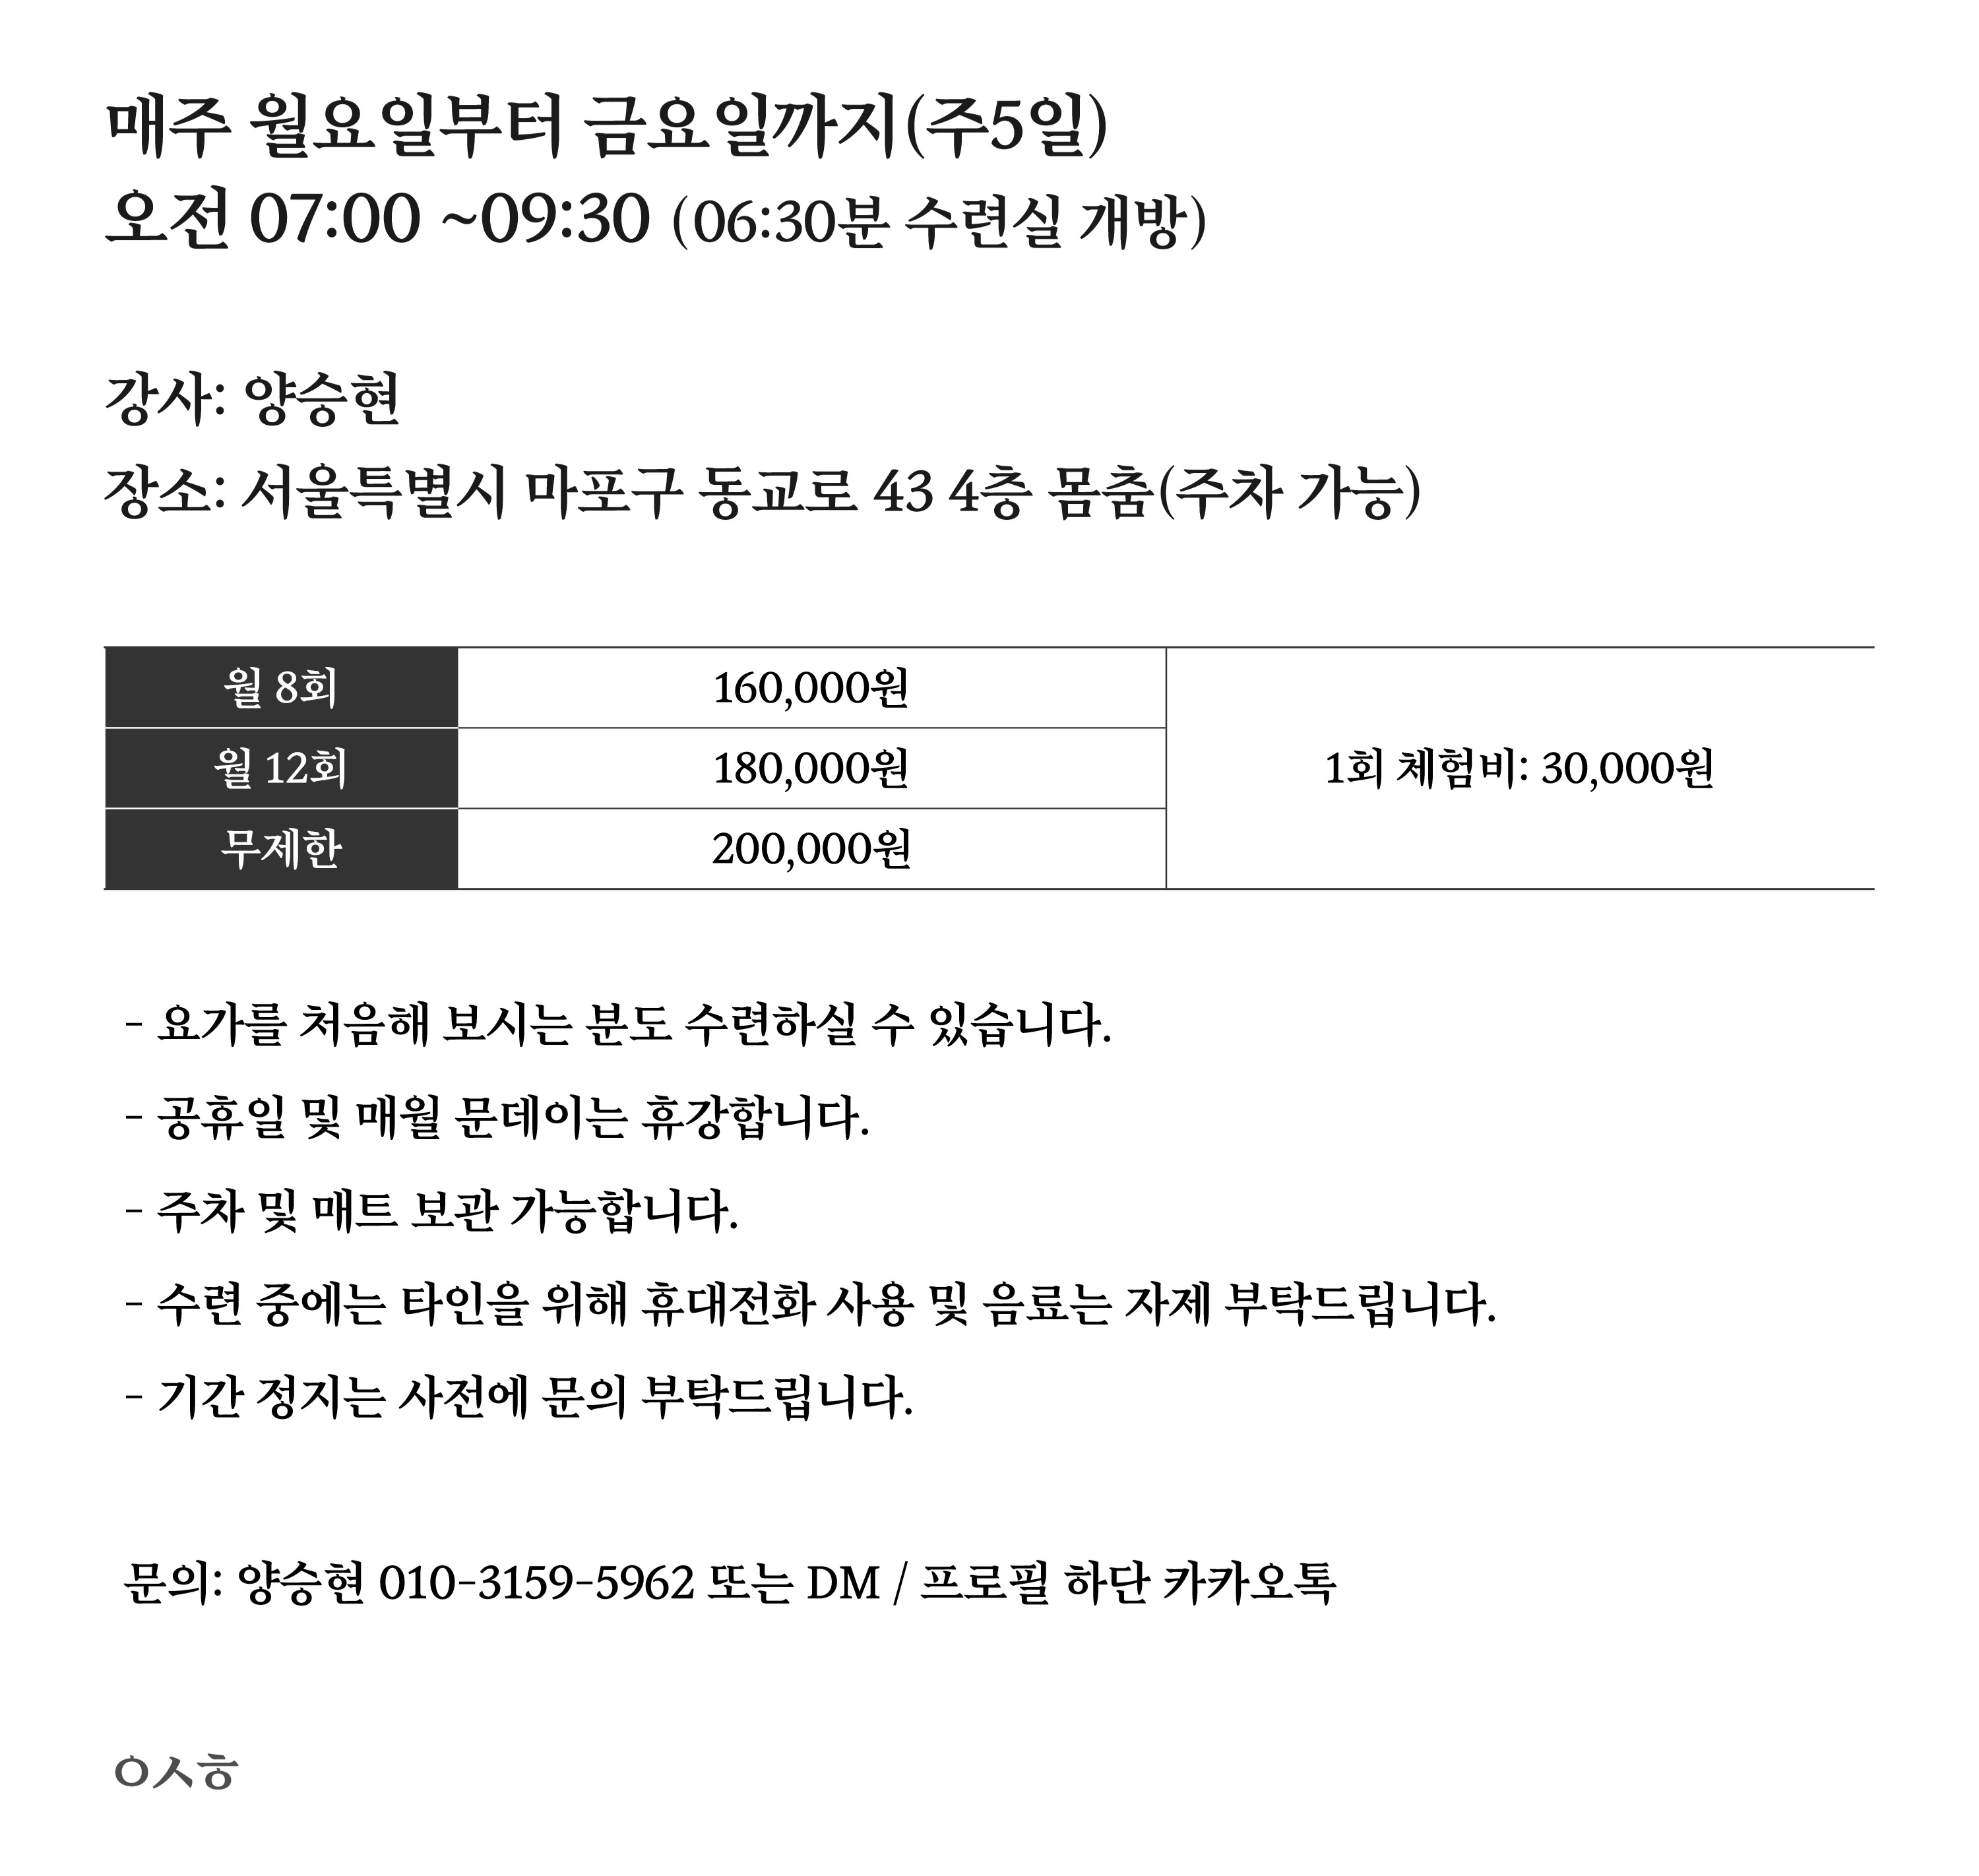 매주 월요일부터 금요일까지(주5일)
오전 07:00 ~09:30 (06:30분 수련실 개방)
강사: 양승현
장소: 서울특별시 마포구 동교로 43 4층 몸춤(주차 가능)
월 8회 160,000원
월 12회 180,000원 1회 체험비: 30,000원
무제한 200,000원
- 요가를 처음해 보시는 분도 수련하실 수 있습니다.
- 공휴일 및 매월 문데이는 휴강입니다.
- 주차 및 매트 보관 가능합니다.
- 수련 중에는 타인을 위해 휴대전화 사용 및 음료는 자제 부탁드립니다.
- 기간 정지는 사전에 문의 부탁드립니다.
문의: 양승현 010-3159-5962 또는 DM / 프로필 하단 카카오톡
ㅇㅅㅎ